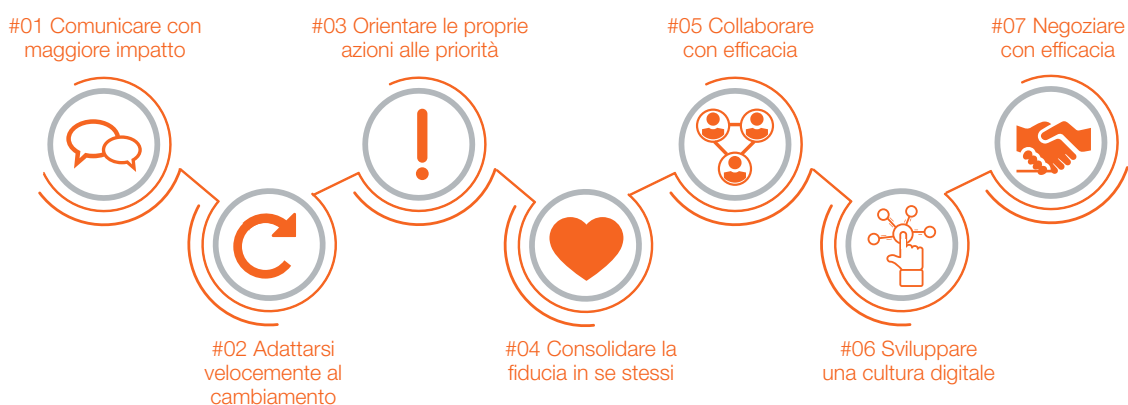 #01 Comunicare con
maggiore impatto
#02 Adattarsi
velocemente al
cambiamento
#03 Orientare le proprie
azioni alle priorità
#04 Consolidare la
fiducia in se stessi
#05 Collaborare
con efficacia
#06 Sviluppare
una cultura digitale
#07 Negoziare
con efficacia